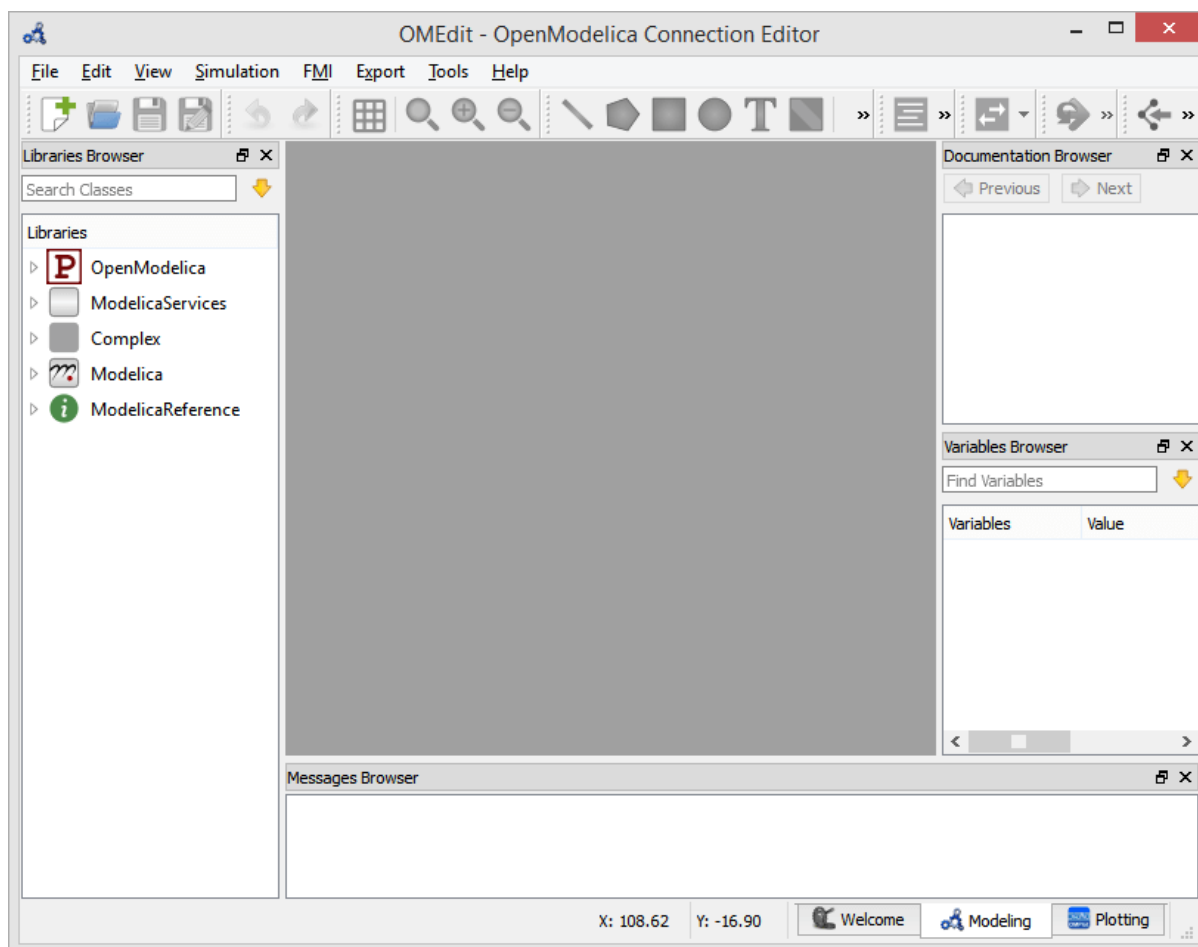 OMEdit - OpenModelica Connection Editor
File Edit View Simulation FMI Export Tools Help
T
Libraries Browser
Search Classes
Libraries
P OpenModelica
ModelicaServices
Complex
Modelica
i ModelicaReference
Documentation Browser
Previous Next
Variables Browser
Find Variables
Variables Value
Messages Browser
X: 108.62 Y: -16.90 Welcome Modeling Plotting